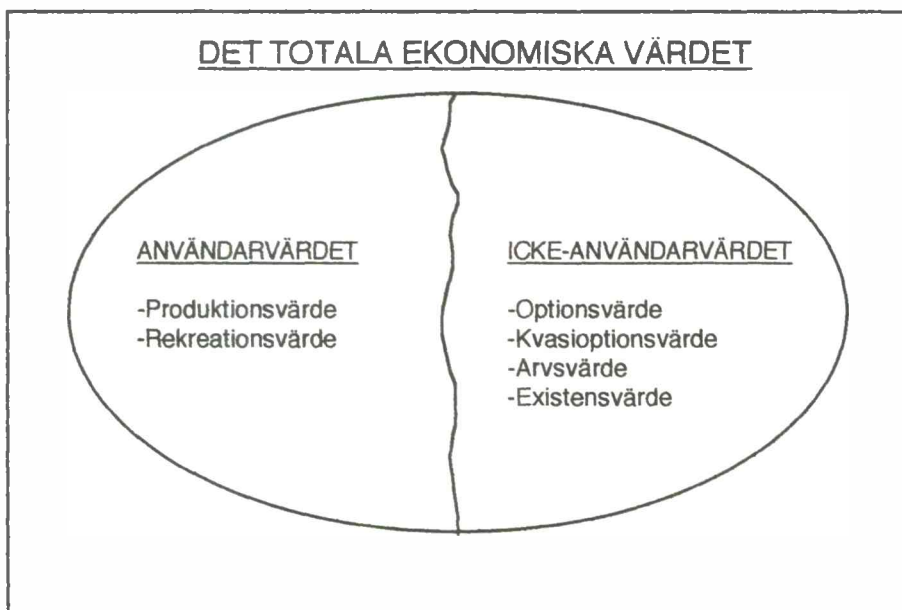 DET TOTALA EKONOMISKA VÄRDET
ANVÄNDARVÄRDET
-Produktionsvärde
-Rekreationsvärde
ICKE-ANVÄNDARVÄRDET
-Optionsvärde
-Kvasioptionsvärde
-Arvsvärde
-Existensvärde